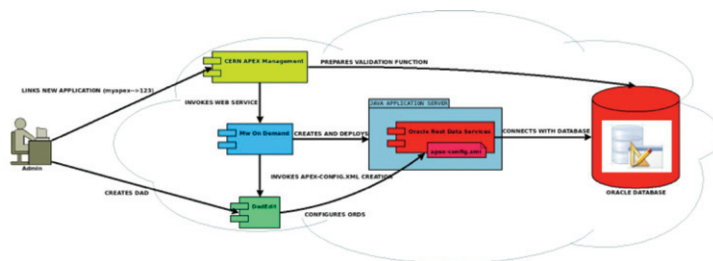 CERN APEX Management
PREPARES VALIDATION FUNCTION
LINKS NEW APPLICATION (myapex-->123)
INVOKES WEB SERVICE
JAVA APPLICATION SERVER
Mw On Demand
CREATES AND DEPLOYS
Oracle Rest Data Services
CONNECTS WITH DATABASE
apex-config.xml
Admin
INVOKES APEX-CONFIG.XML CREATION
ORACLE DATABASE
CREATES DAD
DadEdit
CONFIGURES ORDS